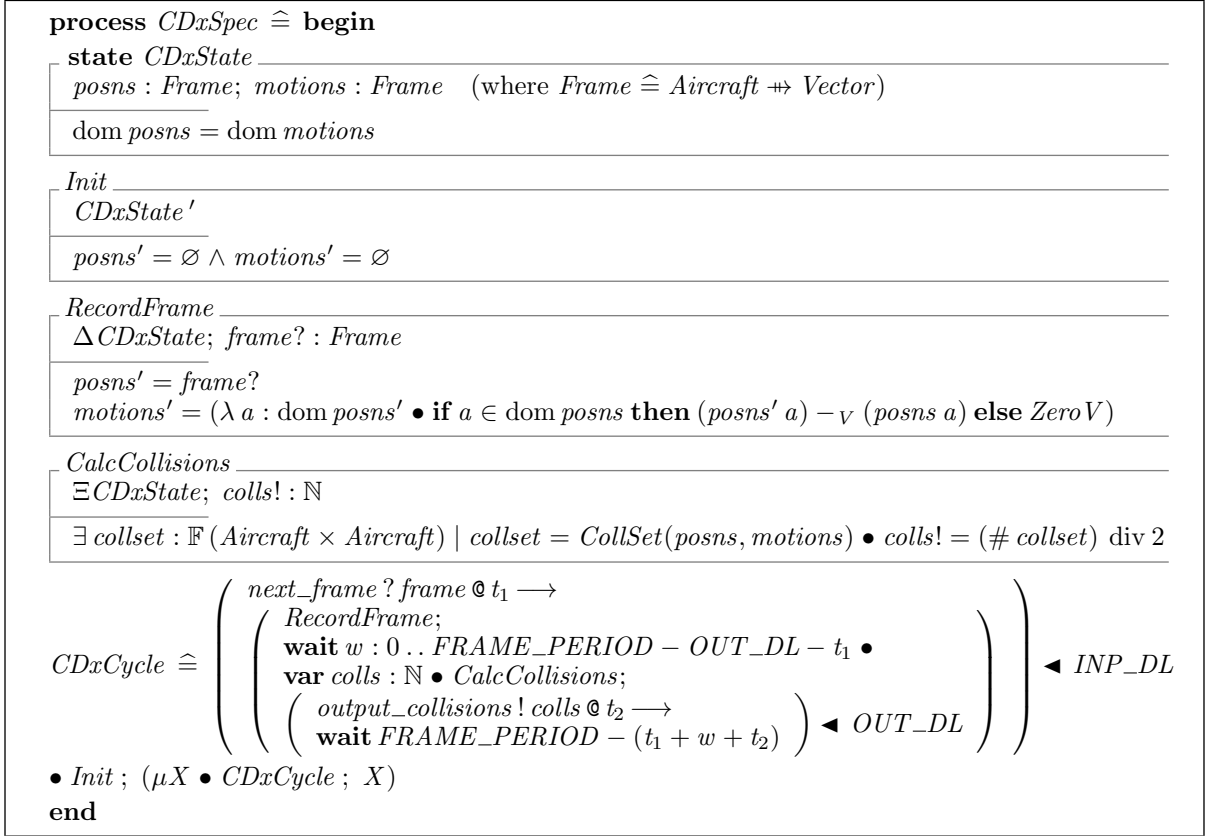 process CDxSpec ≙ begin
state CDxState
posns : Frame; motions : Frame (where Frame ≙ Aircraft ⇻ Vector)
dom posns = dom motions
Init
CDxState ′
posns′ = ∅ ∧ motions′ = ∅
RecordFrame
ΔCDxState; frame? : Frame
posns′ = frame?
motions′ = (λ a : dom posns′ • if a ∈ dom posns then (posns′ a) −V (posns a) else ZeroV)
CalcCollisions
ΞCDxState; colls! : ℕ
∃ collset : 𝔽 (Aircraft × Aircraft) | collset = CollSet(posns, motions) • colls! = (# collset) div 2
next_frame ? frame @ t₁ ⟶
RecordFrame;
wait w : 0 .. FRAME_PERIOD − OUT_DL − t₁ •
CDxCycle ≙ var colls : ℕ • CalcCollisions; ◄ INP_DL
output_collisions ! colls @ t₂ ⟶
wait FRAME_PERIOD − (t₁ + w + t₂) ◄ OUT_DL
• Init ; (μX • CDxCycle ; X)
end